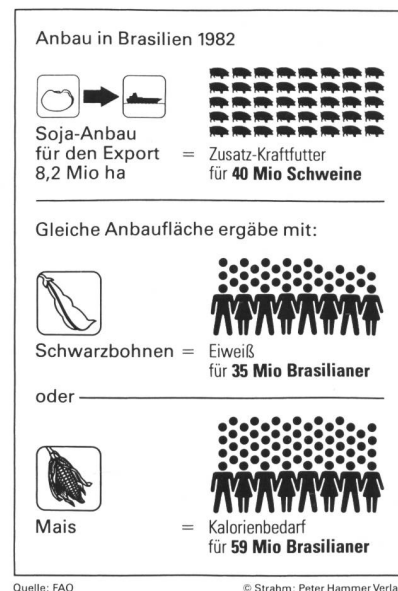 Anbau in Brasilien 1982
Soja-Anbau
für den Export
8,2 Mio ha
= Zusatz-Kraftfutter
für 40 Mio Schweine
Gleiche Anbaufläche ergäbe mit:
Schwarzbohnen = Eiweiß
für 35 Mio Brasilianer
oder
Mais = Kalorienbedarf
für 59 Mio Brasilianer
Quelle: FAO
© Strahm: Peter Hammer Verla